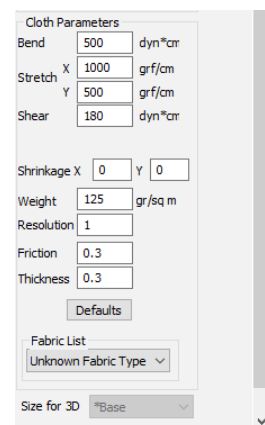 Cloth Parameters
Bend 500 dyn*cm
Stretch X 1000 grf/cm
Y 500 grf/cm
Shear 180 dyn*cm
Shrinkage X 0 Y 0
Weight 125 gr/sq m
Resolution 1
Friction 0.3
Thickness 0.3
Defaults
Fabric List
Unknown Fabric Type
Size for 3D *Base